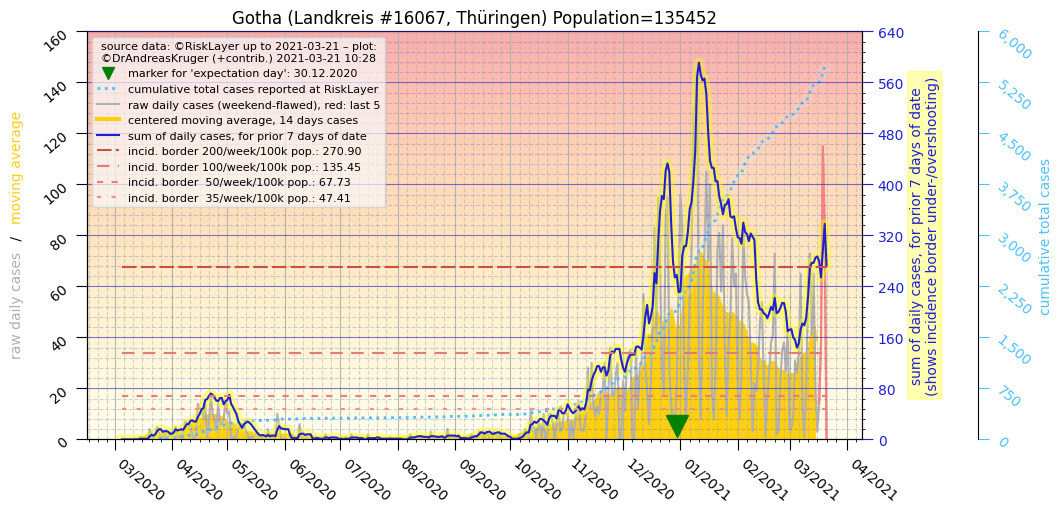 Gotha (Landkreis #16067, Thüringen) Population=135452
source data: ©RiskLayer up to 2021-03-21 – plot:
©DrAndreasKruger (+contrib.) 2021-03-21 10:28
marker for 'expectation day': 30.12.2020
cumulative total cases reported at RiskLayer
raw daily cases (weekend-flawed), red: last 5
centered moving average, 14 days cases
sum of daily cases, for prior 7 days of date
incid. border 200/week/100k pop.: 270.90
incid. border 100/week/100k pop.: 135.45
incid. border  50/week/100k pop.: 67.73
incid. border  35/week/100k pop.: 47.41
raw daily cases  /  moving average
160
140
120
100
80
60
40
20
0
03/2020
04/2020
05/2020
06/2020
07/2020
08/2020
09/2020
10/2020
11/2020
12/2020
01/2021
02/2021
03/2021
04/2021
640
560
480
400
320
240
160
80
0
sum of daily cases, for prior 7 days of date
(shows incidence border under-/overshooting)
6,000
5,250
4,500
3,750
3,000
2,250
1,500
750
0
cumulative total cases